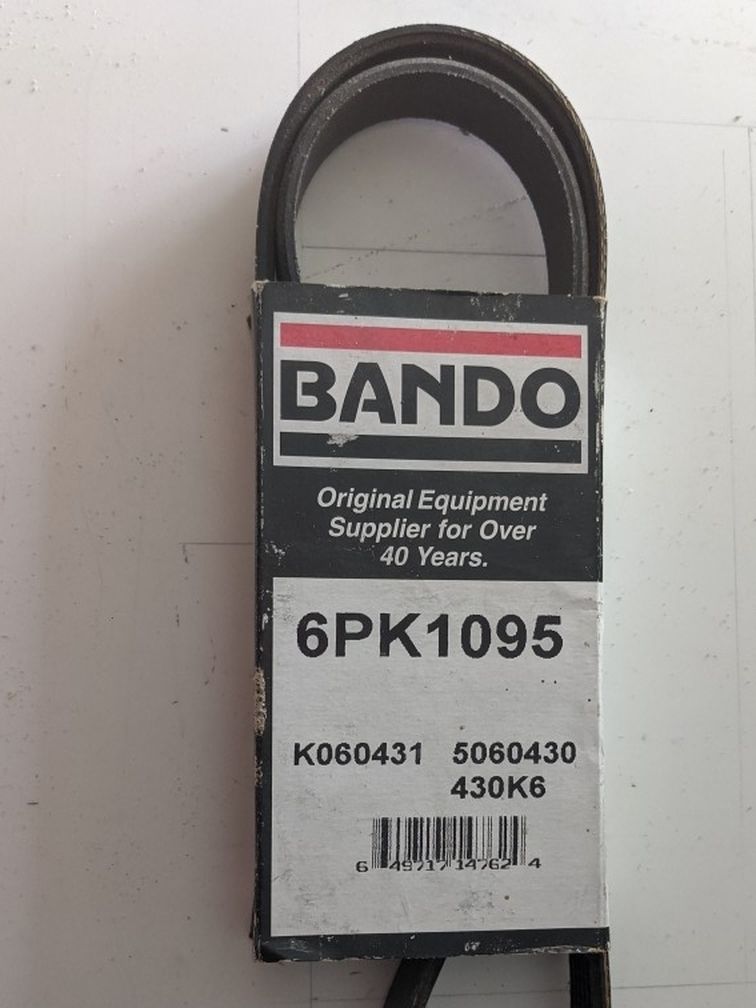 BANDO
Original Equipment
Supplier for Over
40 Years.
6PK1095
K060431 5060430
430K6
6 49717 14762 4